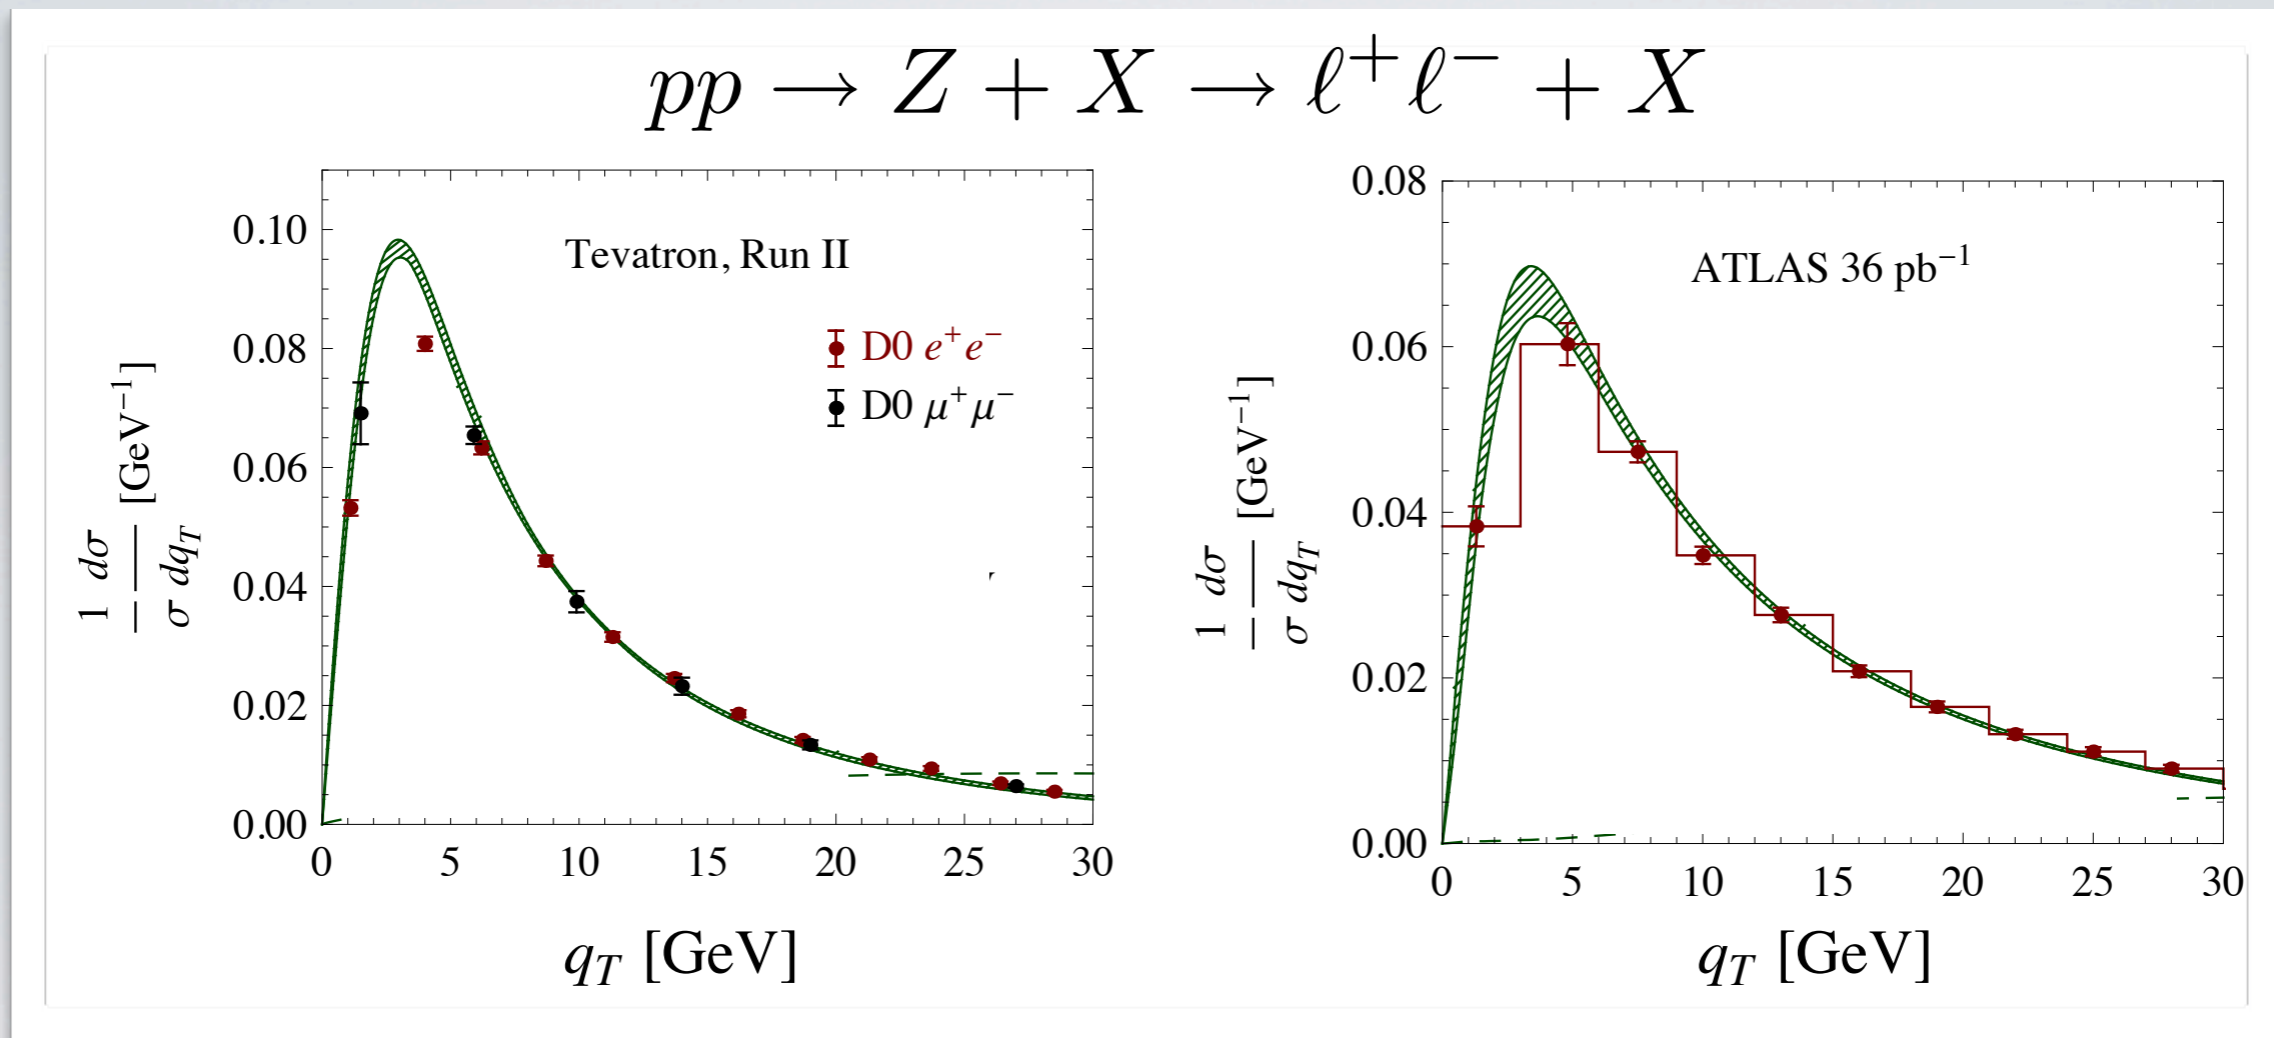 pp → Z + X → ℓ⁺ℓ⁻ + X
Tevatron, Run II
D0 e⁺e⁻
D0 μ⁺μ⁻
1/σ dσ/dq_T [GeV⁻¹]
0.10
0.08
0.06
0.04
0.02
0.00
0 5 10 15 20 25 30
q_T [GeV]
ATLAS 36 pb⁻¹
1/σ dσ/dq_T [GeV⁻¹]
0.08
0.06
0.04
0.02
0.00
0 5 10 15 20 25 30
q_T [GeV]